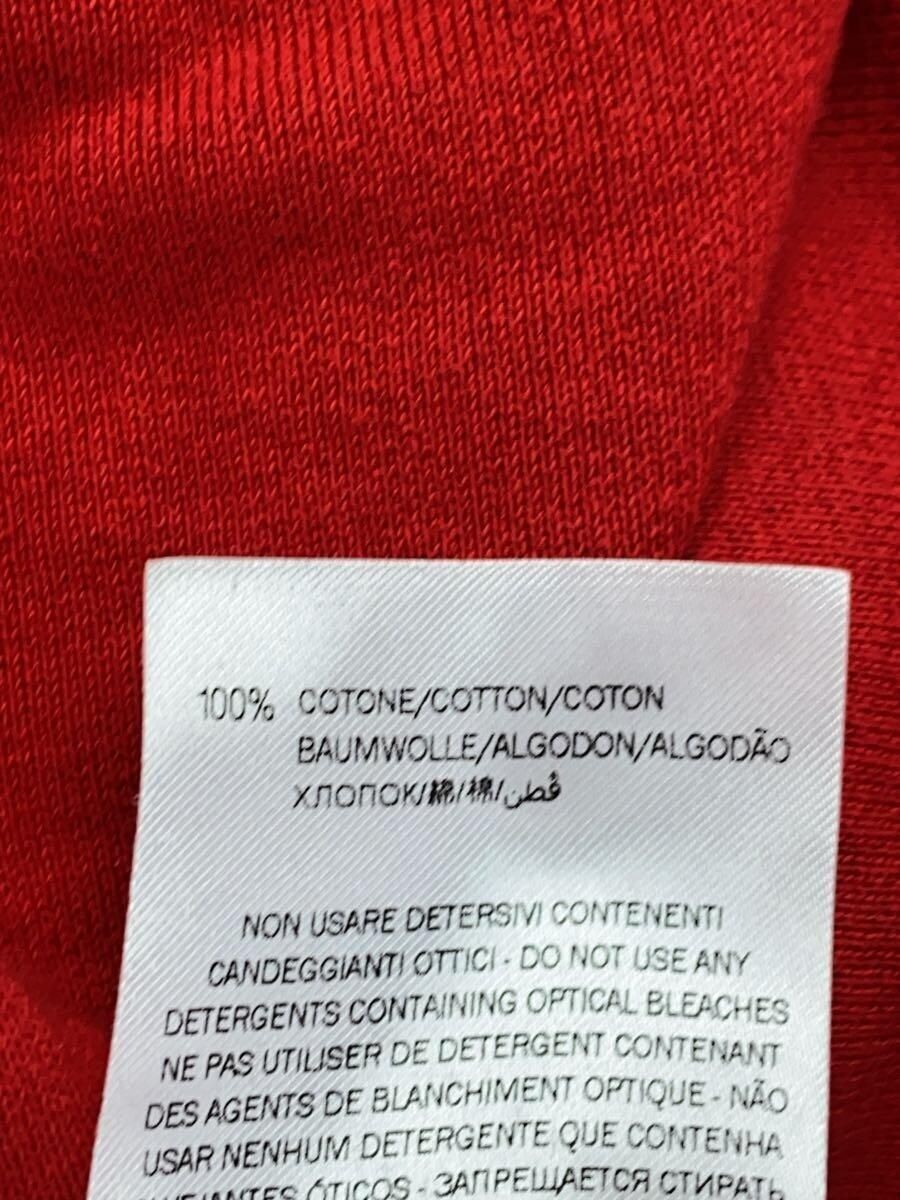 100% COTONE/COTTON/COTON
BAUMWOLLE/ALGODON/ALGODÃO
ХЛОПОК/綿/棉/قطن
NON USARE DETERSIVI CONTENENTI
CANDEGGIANTI OTTICI - DO NOT USE ANY
DETERGENTS CONTAINING OPTICAL BLEACHES
NE PAS UTILISER DE DETERGENT CONTENANT
DES AGENTS DE BLANCHIMENT OPTIQUE - NÃO
USAR NENHUM DETERGENTE QUE CONTENHA
ÓTICOS - ЗАПРЕЩАЕТСЯ СТИРАТЬ